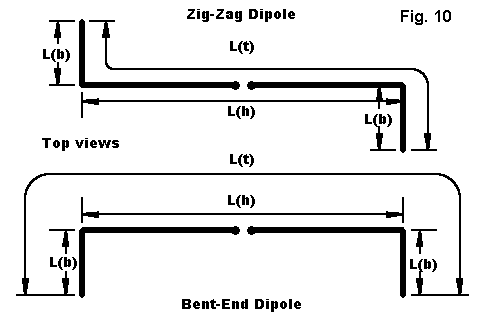 Zig-Zag Dipole
Fig. 10
L(b)
L(t)
L(h)
L(b)
Top views
L(t)
L(h)
L(b)
L(b)
Bent-End Dipole